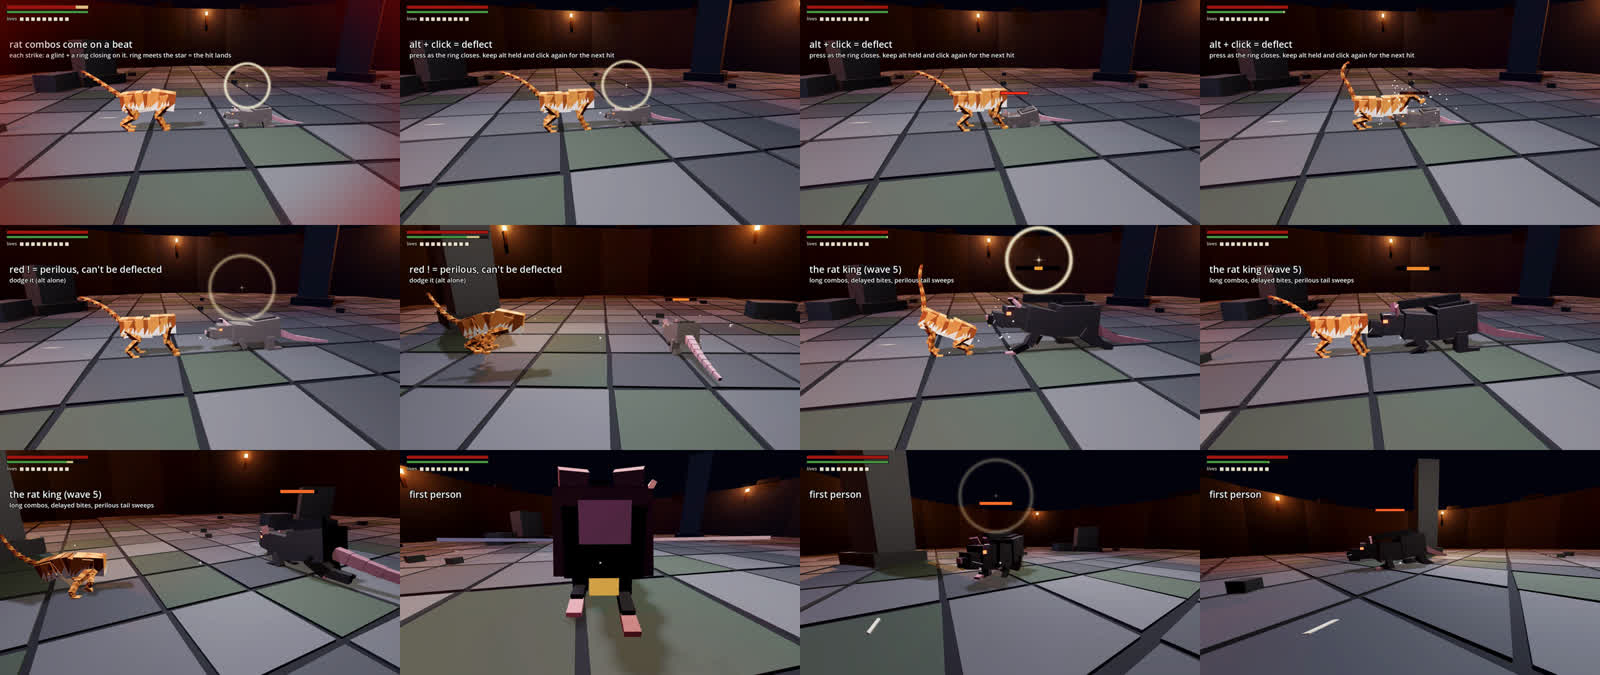 lives
rat combos come on a beat
each strike: a glint + a ring closing on it. ring meets the star = the hit lands
lives
alt + click = deflect
press as the ring closes. keep alt held and click again for the next hit
lives
alt + click = deflect
press as the ring closes. keep alt held and click again for the next hit
lives
alt + click = deflect
press as the ring closes. keep alt held and click again for the next hit
lives
red ! = perilous, can't be deflected
dodge it (alt alone)
lives
red ! = perilous, can't be deflected
dodge it (alt alone)
lives
the rat king (wave 5)
long combos, delayed bites, perilous tail sweeps
lives
the rat king (wave 5)
long combos, delayed bites, perilous tail sweeps
lives
the rat king (wave 5)
long combos, delayed bites, perilous tail sweeps
lives
first person
lives
first person
lives
first person